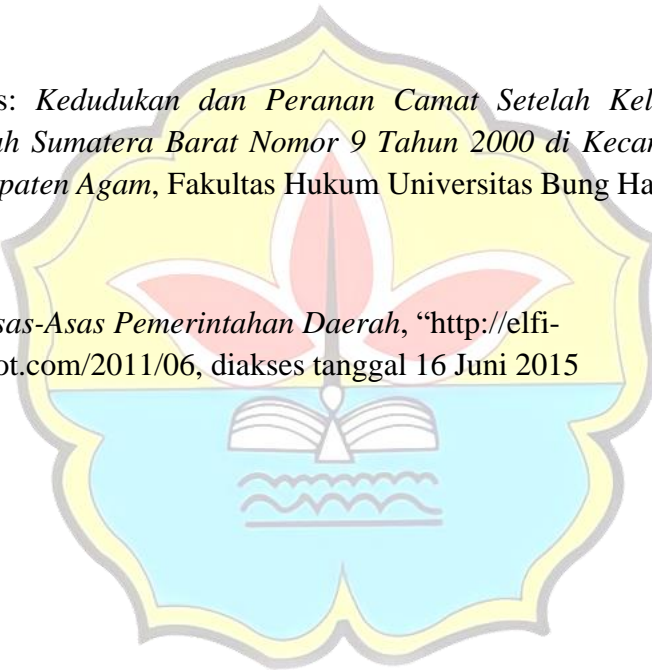 s: Kedudukan dan Peranan Camat Setelah Kel
ah Sumatera Barat Nomor 9 Tahun 2000 di Kecan
paten Agam, Fakultas Hukum Universitas Bung Ha
sas-Asas Pemerintahan Daerah, “http://elfi-
ot.com/2011/06, diakses tanggal 16 Juni 2015